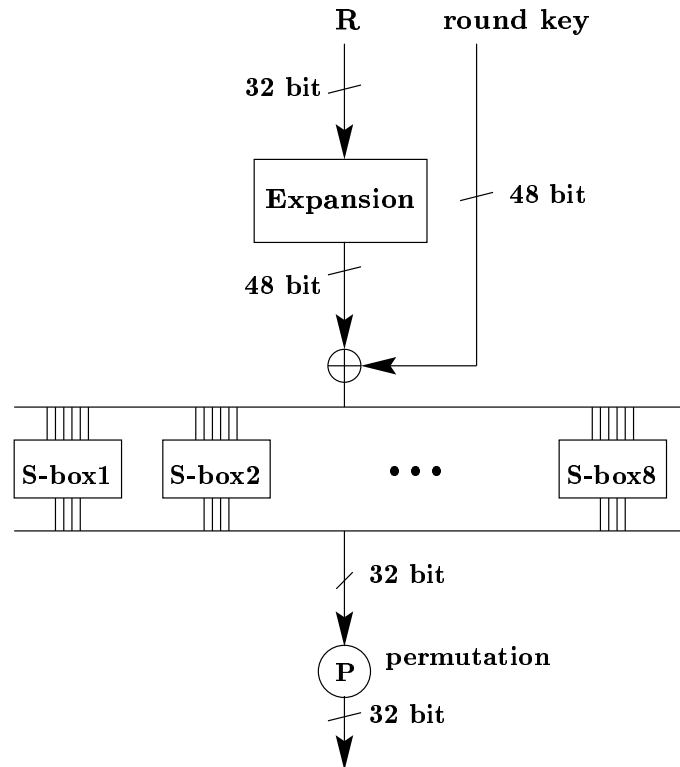 R round key
32 bit
Expansion
48 bit
48 bit
S-box1 S-box2 ••• S-box8
32 bit
permutation
P
32 bit